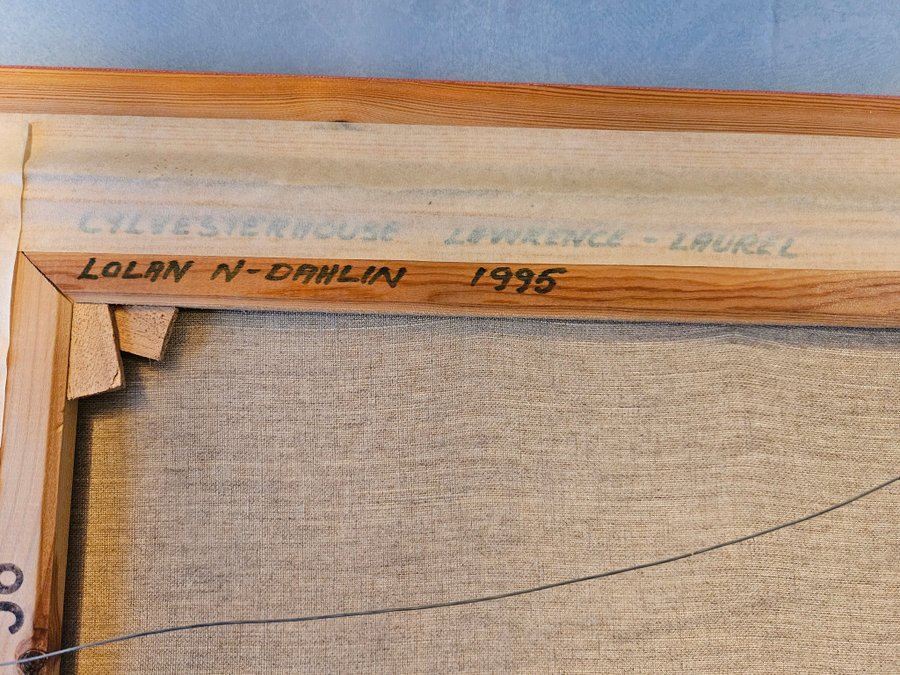 CYLVESTERHOUSE LAWRENCE - LAUREL
LOLAN N-DAHLIN 1995